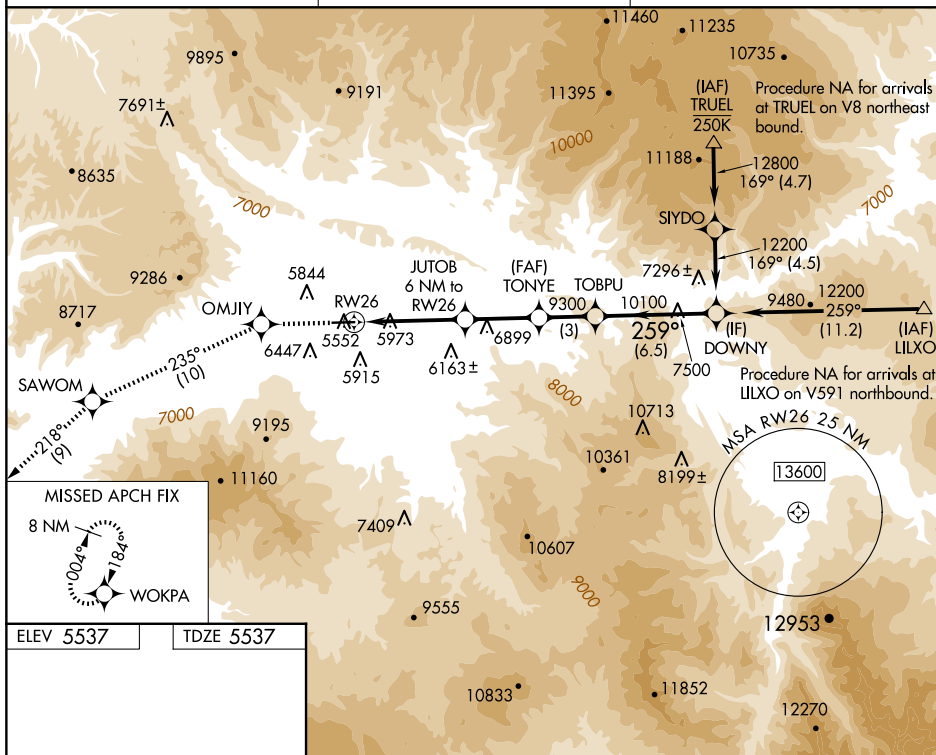 11460
11235
9895
10735
9191
11395
(IAF)
TRUEL
250K
Procedure NA for arrivals
at TRUEL on V8 northeast
bound.
7691±
10000
11188
12800
169° (4.7)
8635
7000
7000
SIYDO
12200
169° (4.5)
9286
5844
JUTOB
6 NM to
RW26
(FAF)
TONYE
TOBPU
7296±
OMJIY
RW26
9300
(3)
10100
259°
(6.5)
9480
12200
259°
(11.2)
8717
5552
5973
6899
(IF)
DOWNY
(IAF)
LILXO
6447
5915
6163±
7500
235°
(10)
Procedure NA for arrivals at
LILXO on V591 northbound.
SAWOM
7000
8000
218°
(9)
9195
10713
MSA RW26 25 NM
11160
10361
8199±
13600
MISSED APCH FIX
8 NM
004°
184°
WOKPA
7409
10607
9000
9555
12953
ELEV 5537
TDZE 5537
10833
11852
12270